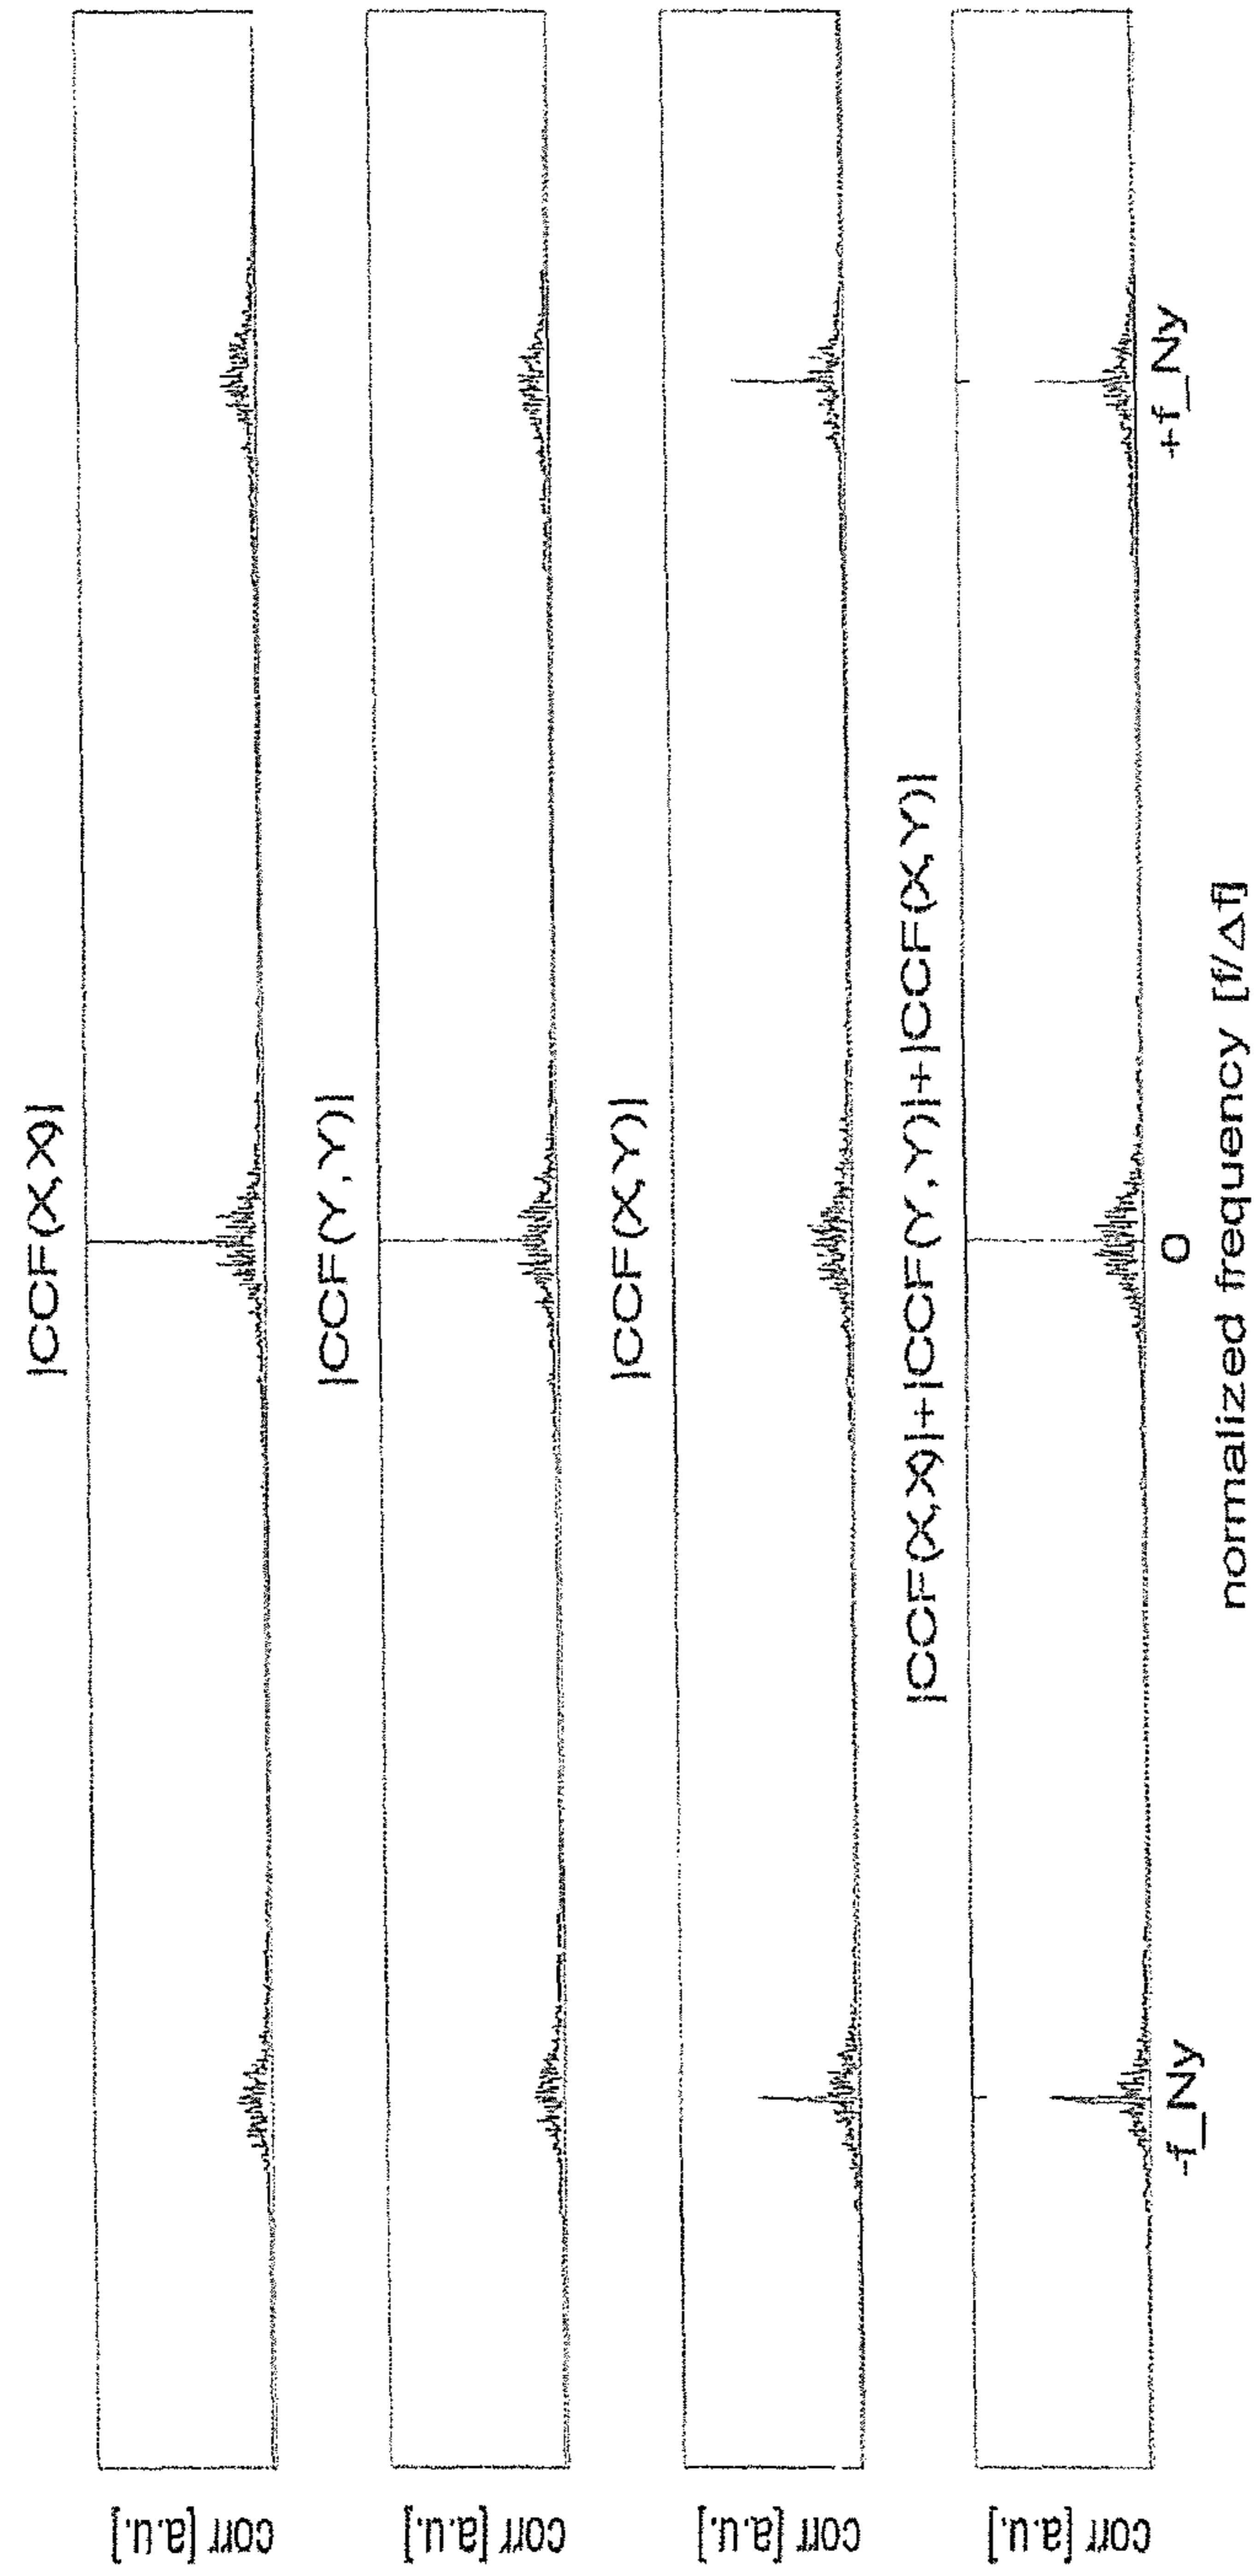 |CCF(X,X)|
corr [a.u.]
|CCF(Y,Y)|
corr [a.u.]
|CCF(X,Y)|
corr [a.u.]
|CCF(X,X)|+|CCF(Y,Y)|+|CCF(X,Y)|
corr [a.u.]
-f_Ny
0
+f_Ny
normalized frequency [f/Δf]